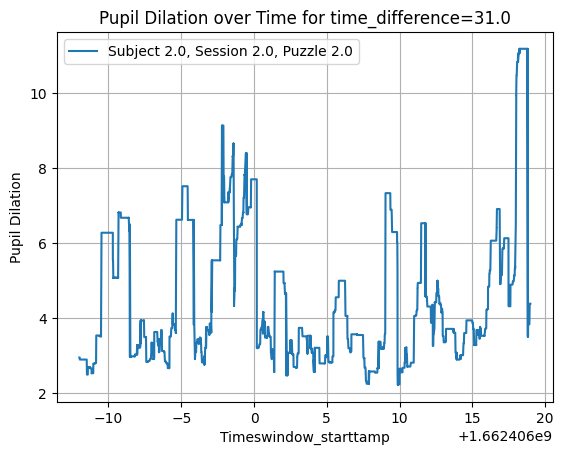 Pupil Dilation over Time for time_difference=31.0
Subject 2.0, Session 2.0, Puzzle 2.0
Pupil Dilation
10
8
6
4
2
−10 −5 0 5 10 15 20
Timeswindow_starttamp
+1.662406e9